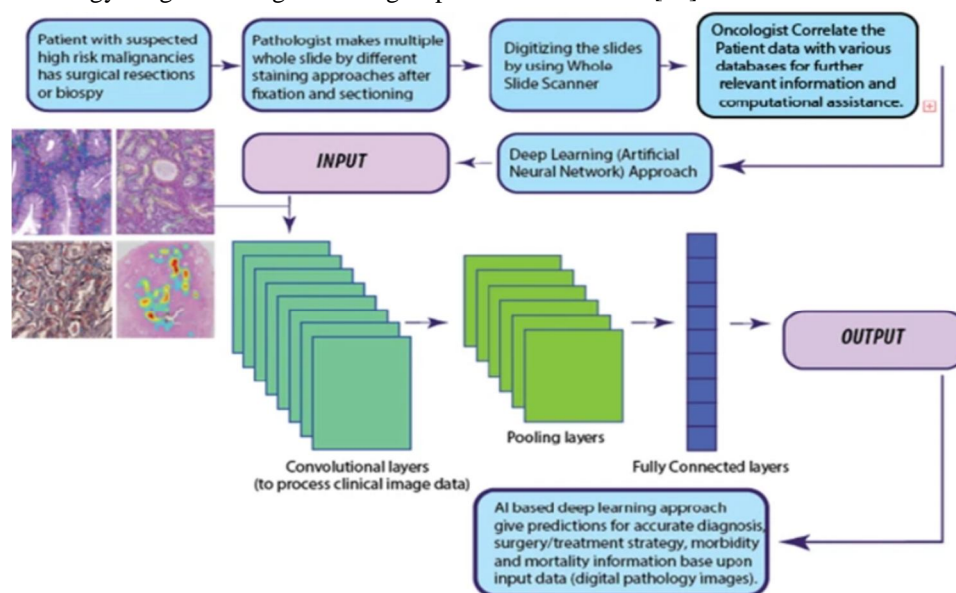 Patient with suspected
high risk malignancies
has surgical resections
or biospy
Pathologist makes multiple
whole slide by different
staining approaches after
fixation and sectioning
Digitizing the slides
by using Whole
Slide Scanner
Oncologist Correlate the
Patient data with various
databases for further
relevant information and
computational assistance.
INPUT
Deep Learning (Artificial
Neural Network) Approach
OUTPUT
Convolutional layers
(to process clinical image data)
Pooling layers
Fully Connected layers
AI based deep learning approach
give predictions for accurate diagnosis,
surgery/treatment strategy, morbidity
and mortality information base upon
input data (digital pathology images).